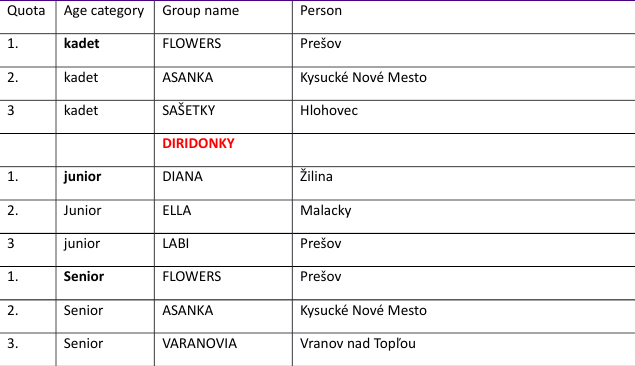 Quota Age category Group name Person
1. kadet FLOWERS Prešov
2. kadet ASANKA Kysucké Nové Mesto
3 kadet SAŠETKY Hlohovec
DIRIDONKY
1. junior DIANA Žilina
2. Junior ELLA Malacky
3 junior LABI Prešov
1. Senior FLOWERS Prešov
2. Senior ASANKA Kysucké Nové Mesto
3. Senior VARANOVIA Vranov nad Topľou